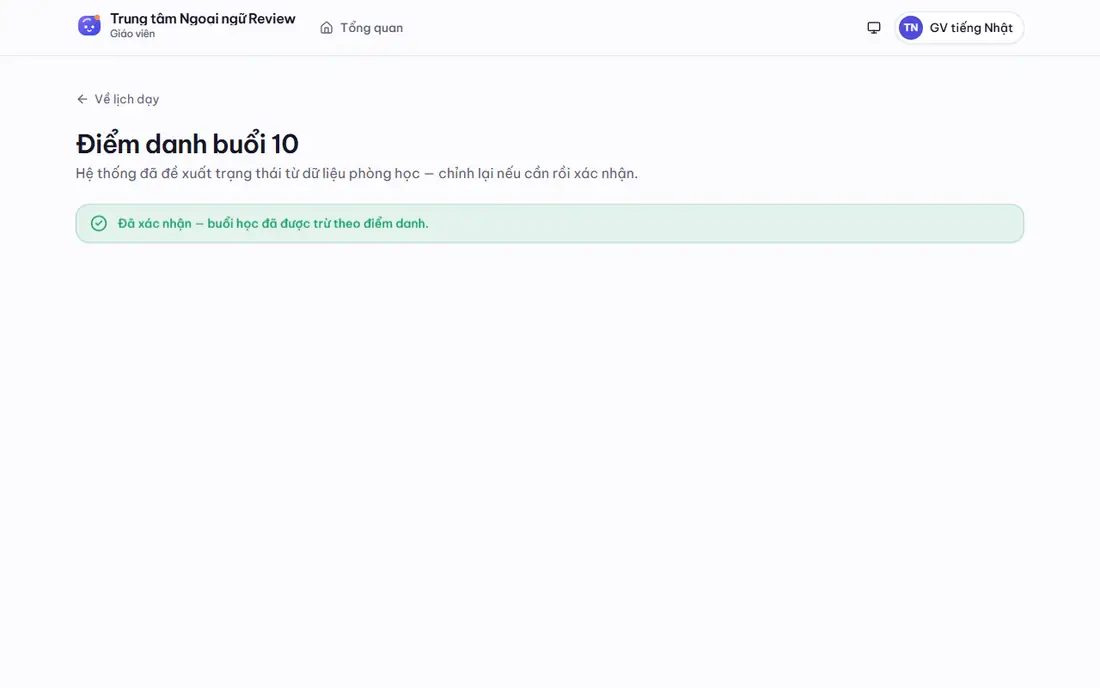 Trung tâm Ngoại ngữ Review
Giáo viên
Tổng quan
TN
GV tiếng Nhật
Về lịch dạy
Điểm danh buổi 10
Hệ thống đã đề xuất trạng thái từ dữ liệu phòng học — chỉnh lại nếu cần rồi xác nhận.
Đã xác nhận — buổi học đã được trừ theo điểm danh.